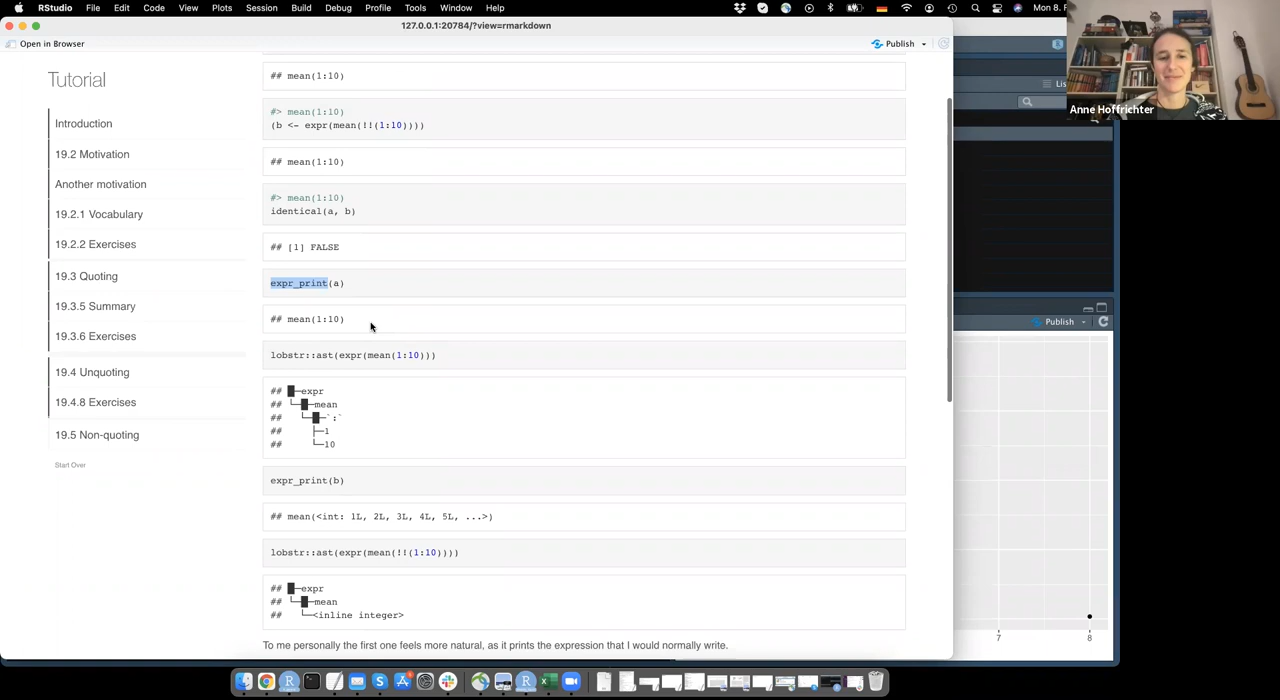 RStudio File Edit Code View Plots Session Build Debug Profile Tools Window Help Mon 8.
127.0.0.1:20784/?view=rmarkdown
Open in Browser Publish
Tutorial
Introduction
19.2 Motivation
Another motivation
19.2.1 Vocabulary
19.2.2 Exercises
19.3 Quoting
19.3.5 Summary
19.3.6 Exercises
19.4 Unquoting
19.4.8 Exercises
19.5 Non-quoting
Start Over
## mean(1:10)
#> mean(1:10)
(b <- expr(mean(!!(1:10))))
## mean(1:10)
#> mean(1:10)
identical(a, b)
## [1] FALSE
expr_print(a)
## mean(1:10)
lobstr::ast(expr(mean(1:10)))
## █─expr
## └─█─mean
## └─█─`:`
## ├─1
## └─10
expr_print(b)
## mean(<int: 1L, 2L, 3L, 4L, 5L, ...>)
lobstr::ast(expr(mean(!!(1:10))))
## █─expr
## └─█─mean
## └─<inline integer>
To me personally the first one feels more natural, as it prints the expression that I would normally write.
Anne Hoffrichter
Lis
Publish
7 8